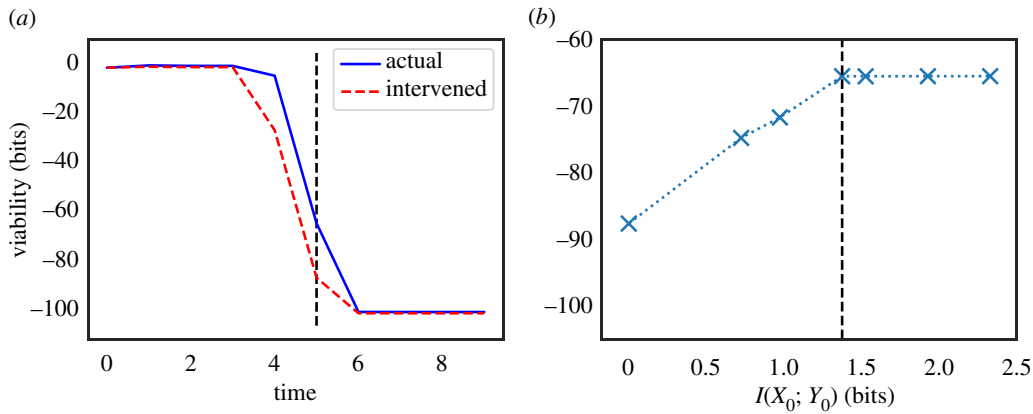 (a)
0
–20
–40
–60
–80
–100
viability (bits)
actual
intervened
0 2 4 6 8
time
(b)
–60
–70
–80
–90
–100
0 0.5 1.0 1.5 2.0 2.5
I(X₀; Y₀) (bits)